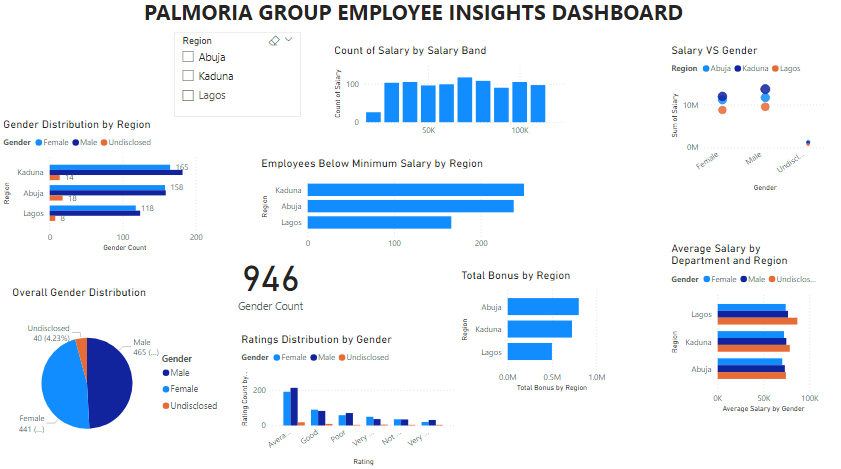 PALMORIA GROUP EMPLOYEE INSIGHTS DASHBOARD
Region
Abuja
Kaduna
Lagos
Count of Salary by Salary Band
Count of Salary
100
0
50K
100K
Salary VS Gender
Region Abuja Kaduna Lagos
Sum of Salary
10M
0M
Female
Male
Undiscl...
Gender
Gender Distribution by Region
Gender Female Male Undisclosed
Region
Kaduna
165
14
Abuja
158
18
Lagos
118
8
0
100
200
Gender Count
Employees Below Minimum Salary by Region
Region
Kaduna
Abuja
Lagos
0
100
200
Overall Gender Distribution
Undisclosed
40 (4.23%)
Male
465 (...)
Female
441 (...)
Gender
Male
Female
Undisclosed
946
Gender Count
Ratings Distribution by Gender
Gender Female Male Undisclosed
Rating Count by...
200
0
Avera...
Good
Poor
Very ...
Not ...
Very ...
Rating
Total Bonus by Region
Region
Abuja
Kaduna
Lagos
0.0M
0.5M
1.0M
Total Bonus by Region
Average Salary by
Department and Region
Gender Female Male Undisclos...
Region
Lagos
Kaduna
Abuja
0K
50K
100K
Average Salary by Gender